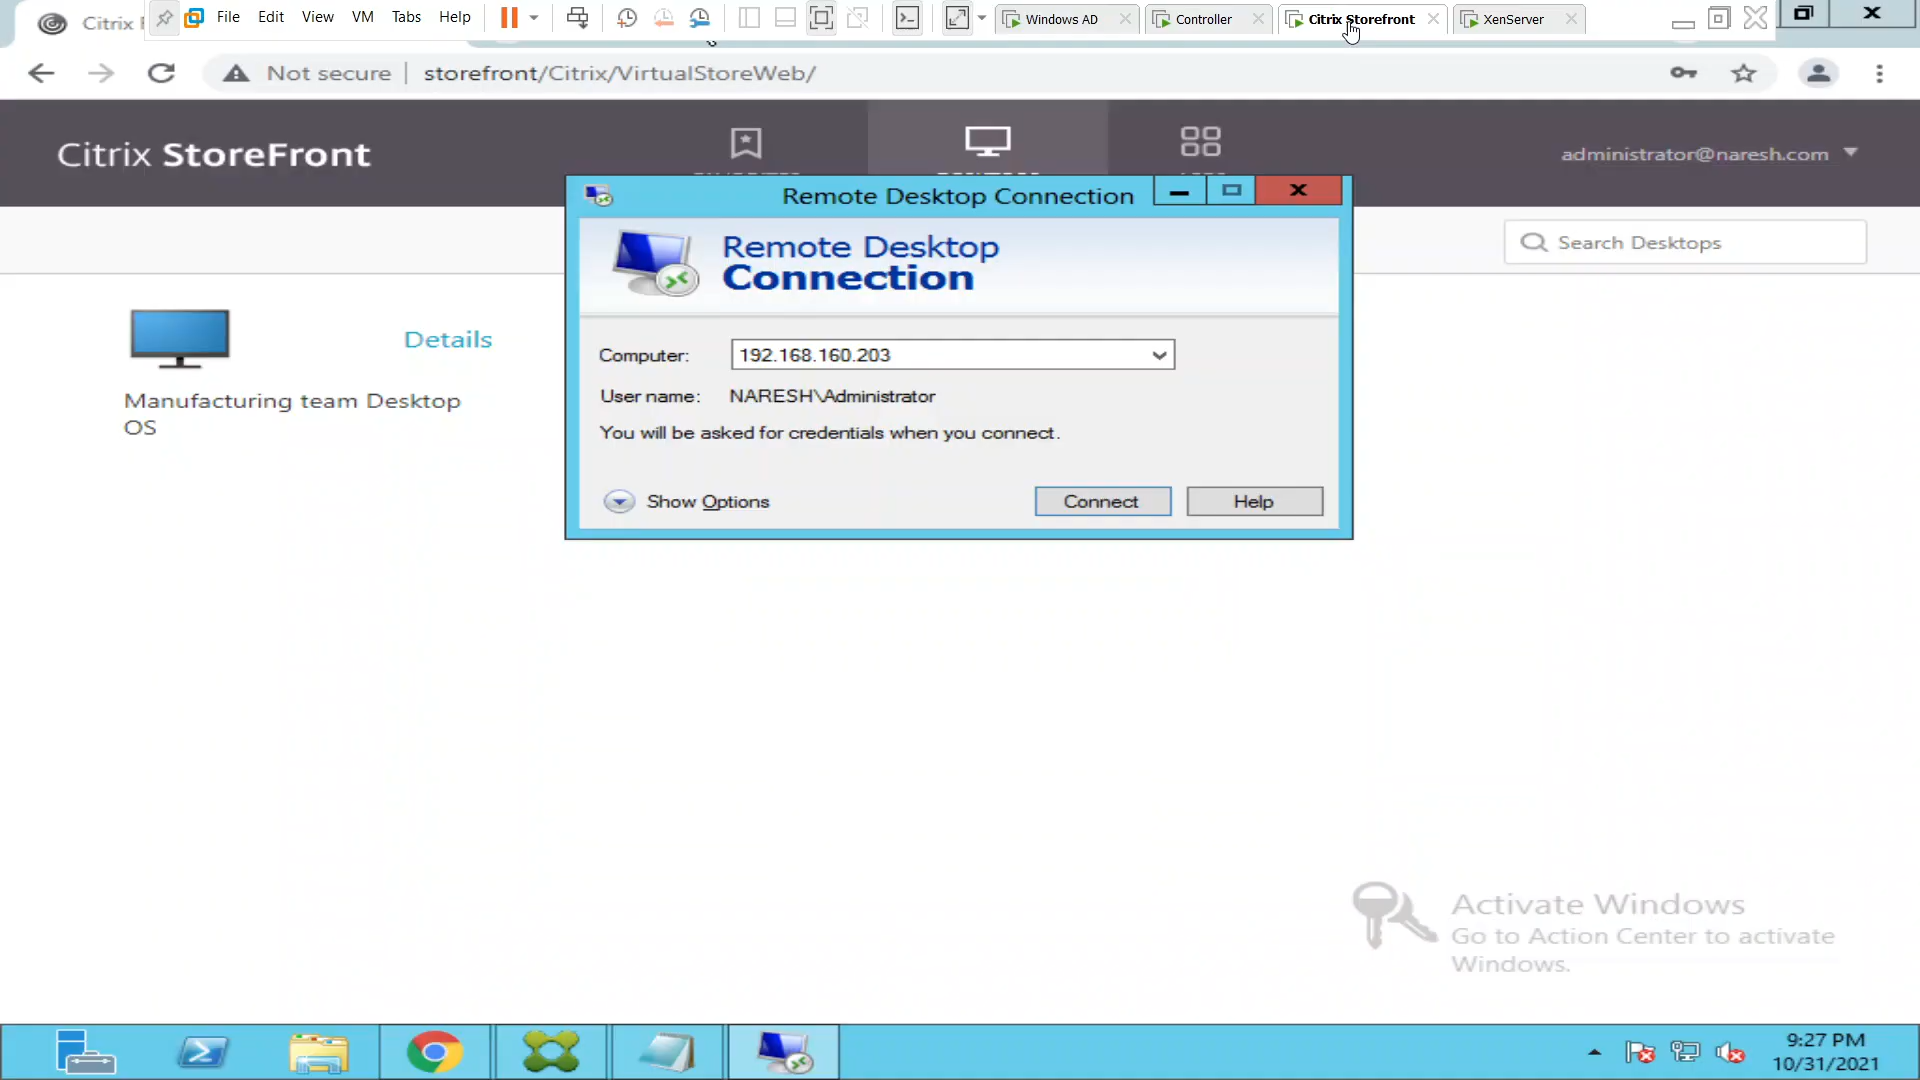 Citrix
File Edit View VM Tabs Help
Windows AD
Controller
Citrix Storefront
XenServer
Not secure storefront/Citrix/VirtualStoreWeb/
Citrix StoreFront
administrator@naresh.com
Search Desktops
Details
Manufacturing team Desktop
OS
Remote Desktop Connection
Remote Desktop
Connection
Computer: 192.168.160.203
User name: NARESH\Administrator
You will be asked for credentials when you connect.
Show Options Connect Help
Activate Windows
Go to Action Center to activate
Windows.
9:27 PM
10/31/2021